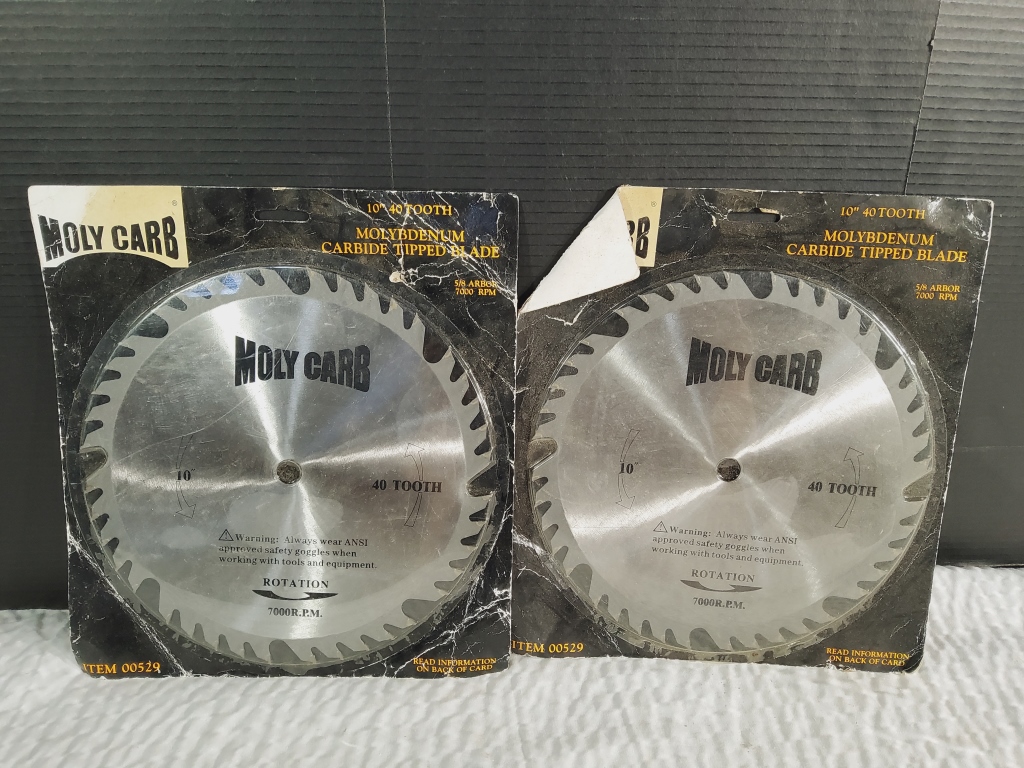 MOLY CARB ®
10" 40 TOOTH
MOLYBDENUM
CARBIDE TIPPED BLADE
5/8 ARBOR
7000 RPM
MOLY CARB
10"
40 TOOTH
⚠ Warning: Always wear ANSI
approved safety goggles when
working with tools and equipment.
ROTATION
7000 R.P.M.
ITEM 00529
READ INFORMATION
ON BACK OF CARD
RB ®
10" 40 TOOTH
MOLYBDENUM
CARBIDE TIPPED BLADE
5/8 ARBOR
7000 RPM
MOLY CARB
10"
40 TOOTH
⚠ Warning: Always wear ANSI
approved safety goggles when
working with tools and equipment.
ROTATION
7000 R.P.M.
ITEM 00529
READ INFORMATION
ON BACK OF CARD